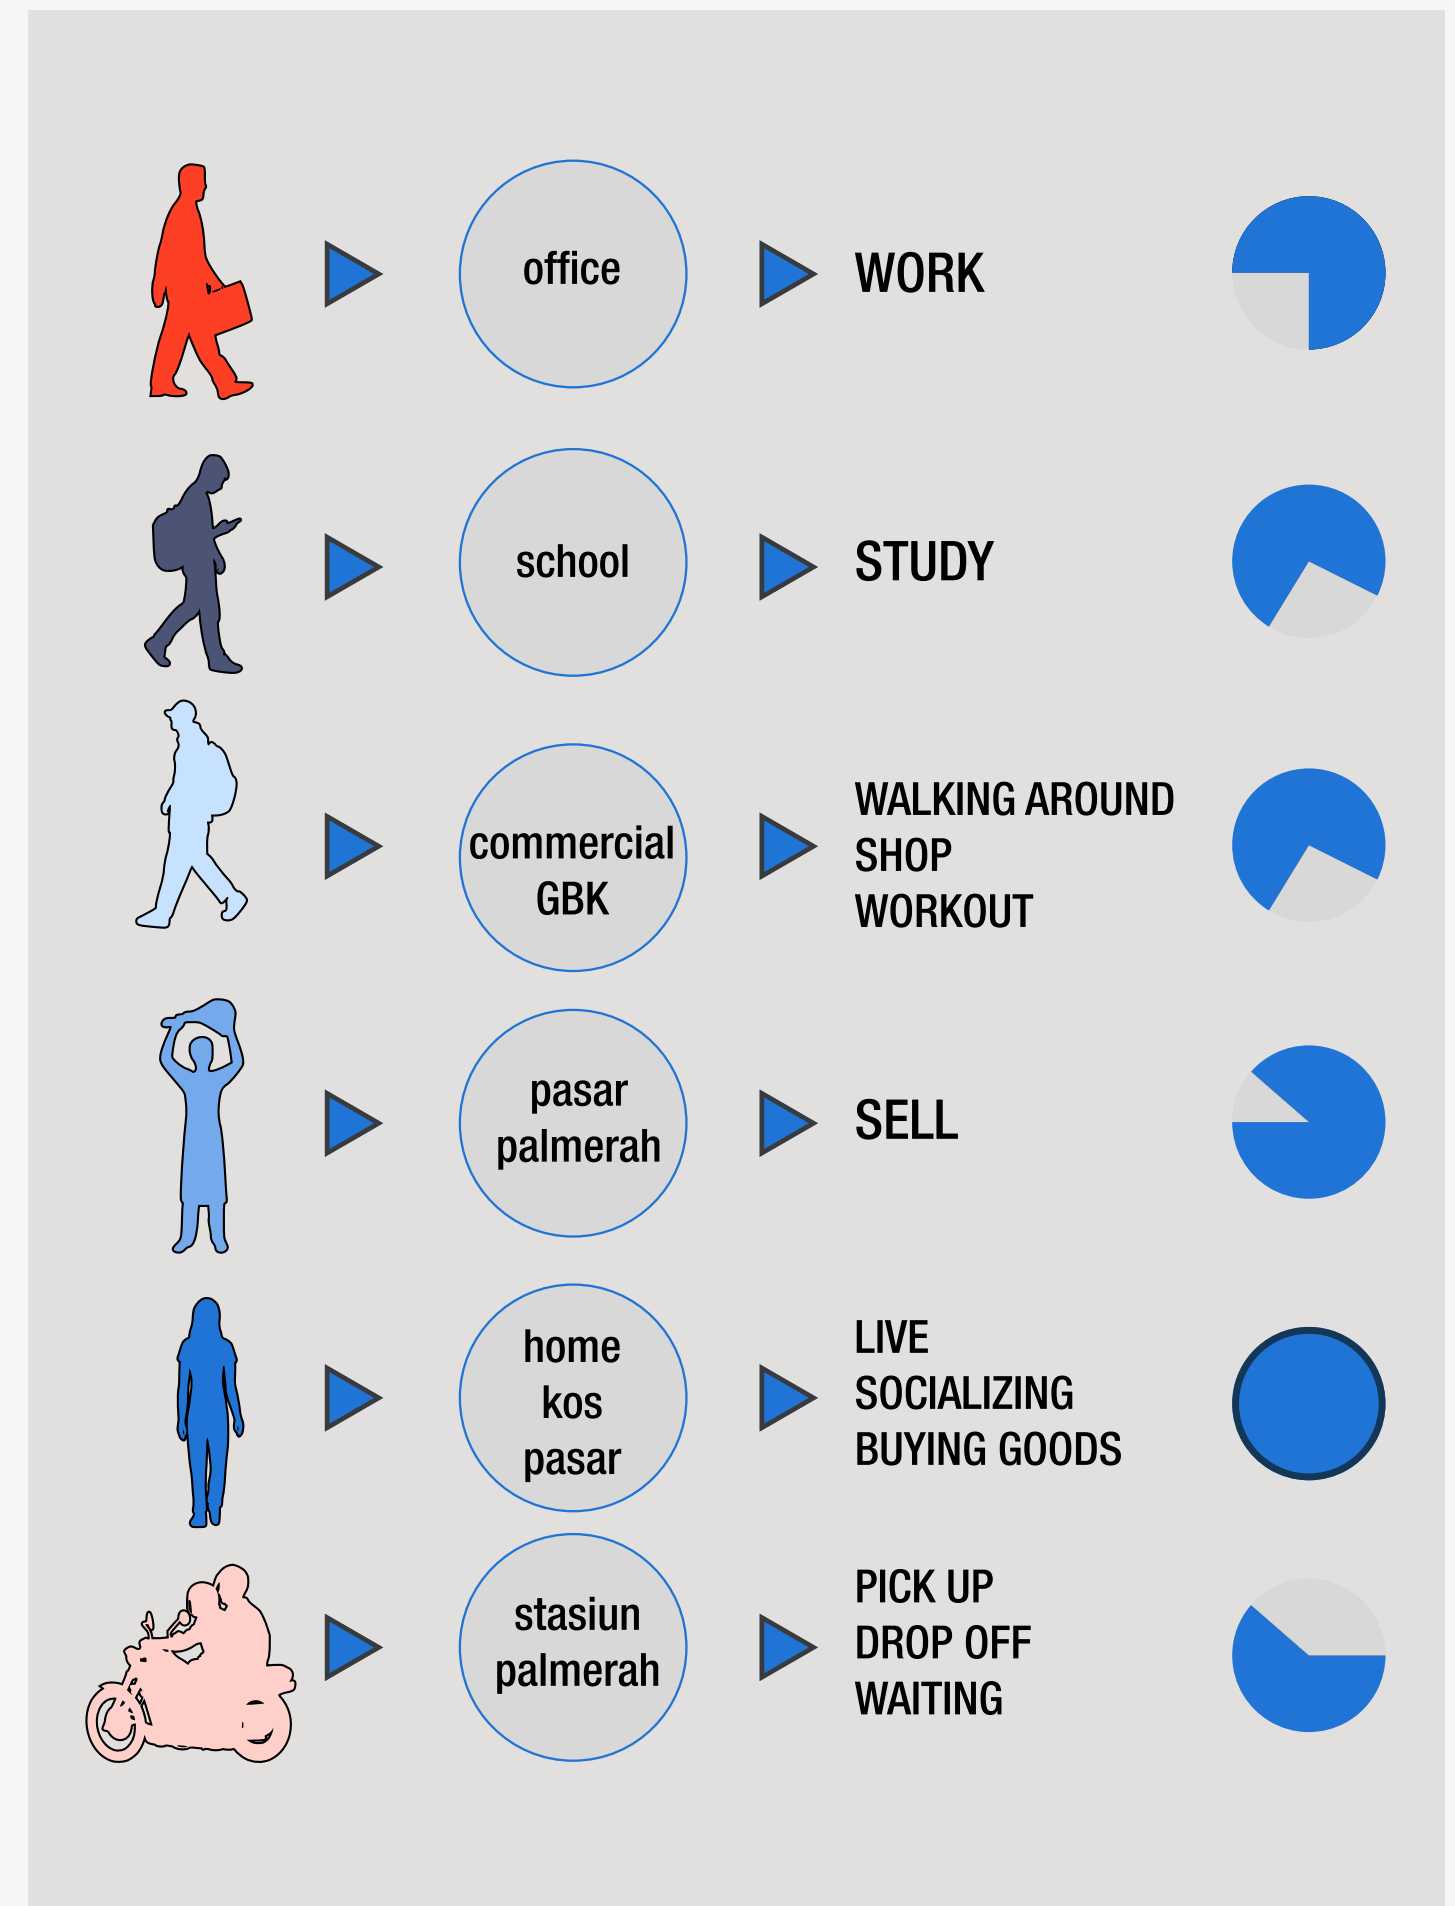 office
WORK
school
STUDY
commercial
GBK
WALKING AROUND
SHOP
WORKOUT
pasar
palmerah
SELL
home
kos
pasar
LIVE
SOCIALIZING
BUYING GOODS
stasiun
palmerah
PICK UP
DROP OFF
WAITING